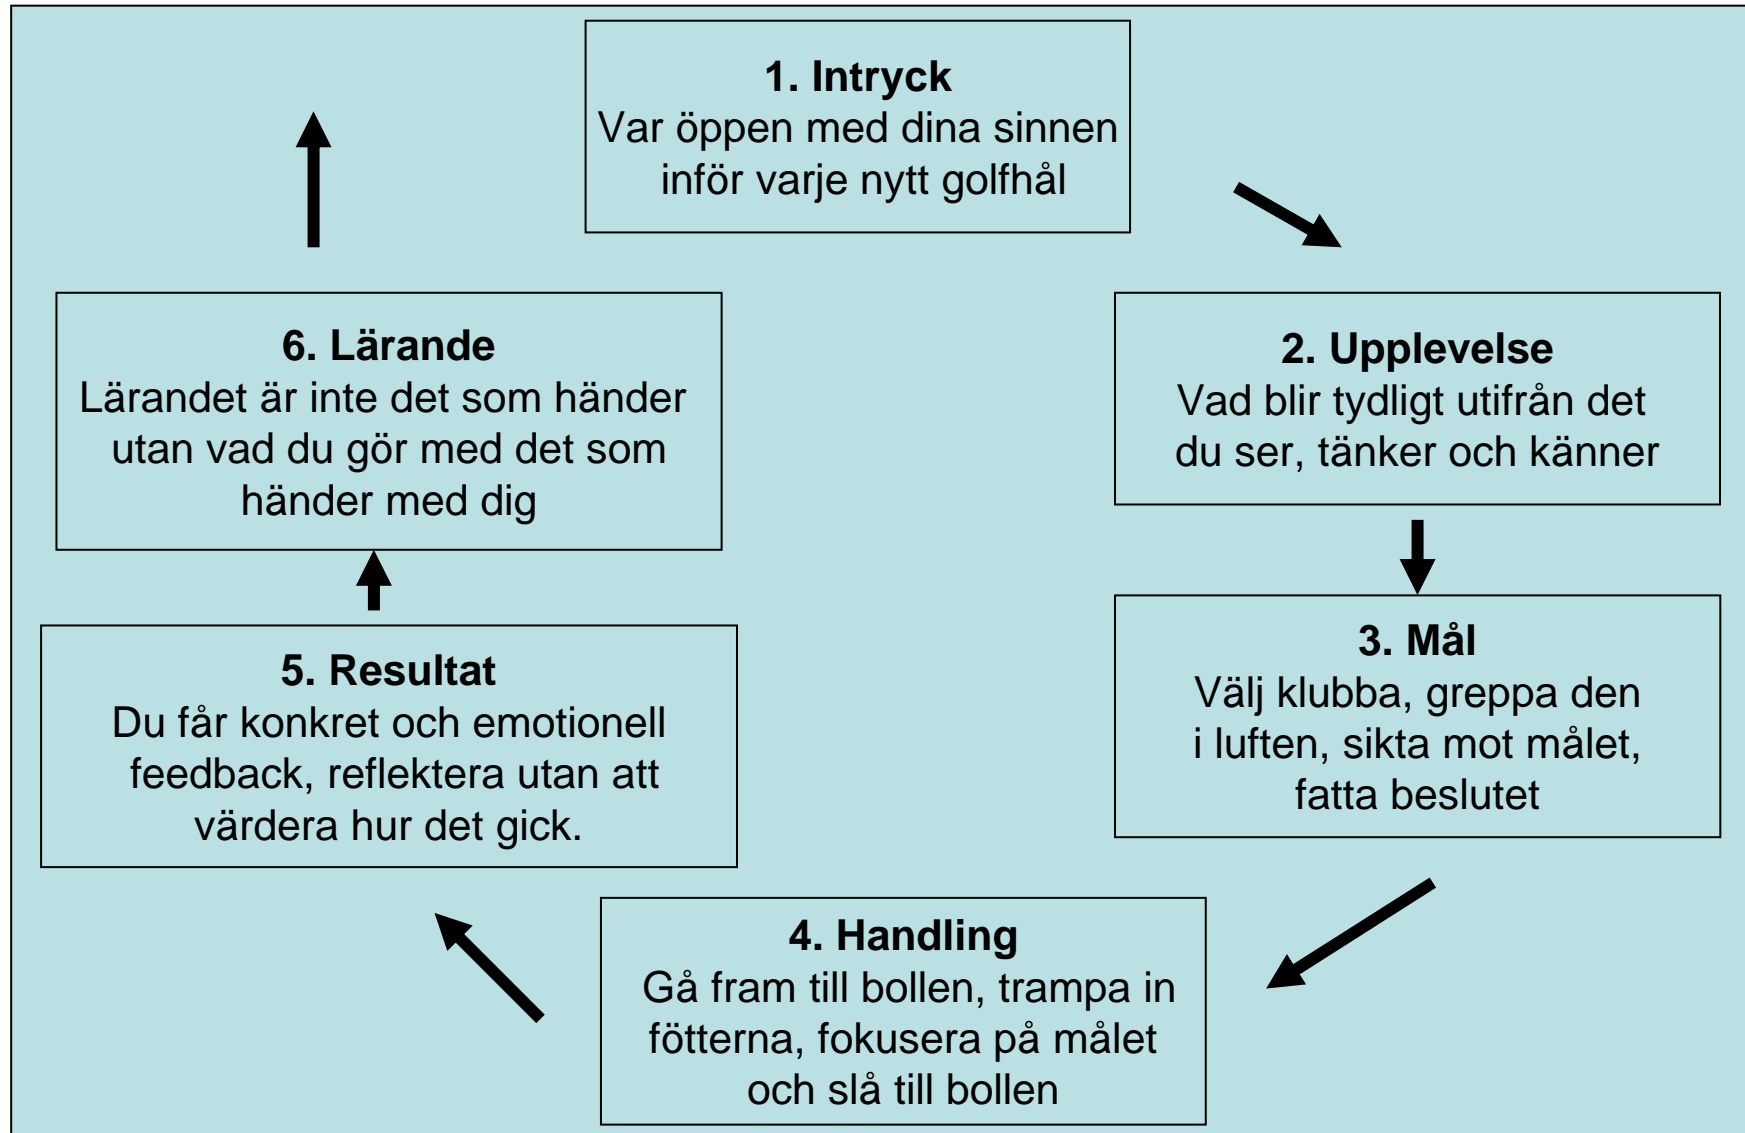 1. Intryck
Var öppen med dina sinnen
inför varje nytt golfhål
2. Upplevelse
Vad blir tydligt utifrån det
du ser, tänker och känner
3. Mål
Välj klubba, greppa den
i luften, sikta mot målet,
fatta beslutet
4. Handling
Gå fram till bollen, trampa in
fötterna, fokusera på målet
och slå till bollen
5. Resultat
Du får konkret och emotionell
feedback, reflektera utan att
värdera hur det gick.
6. Lärande
Lärandet är inte det som händer
utan vad du gör med det som
händer med dig